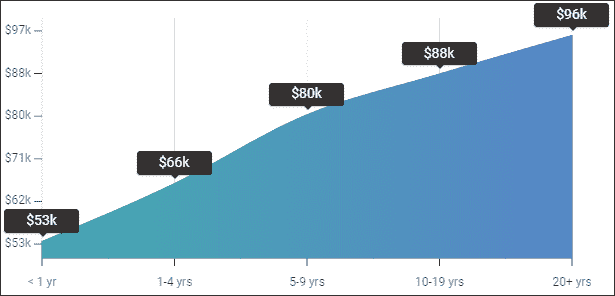 $97k
$96k
$88k
$88k
$80k
$80k
$71k
$66k
$62k
$53k
$53k
< 1 yr
1-4 yrs
5-9 yrs
10-19 yrs
20+ yrs